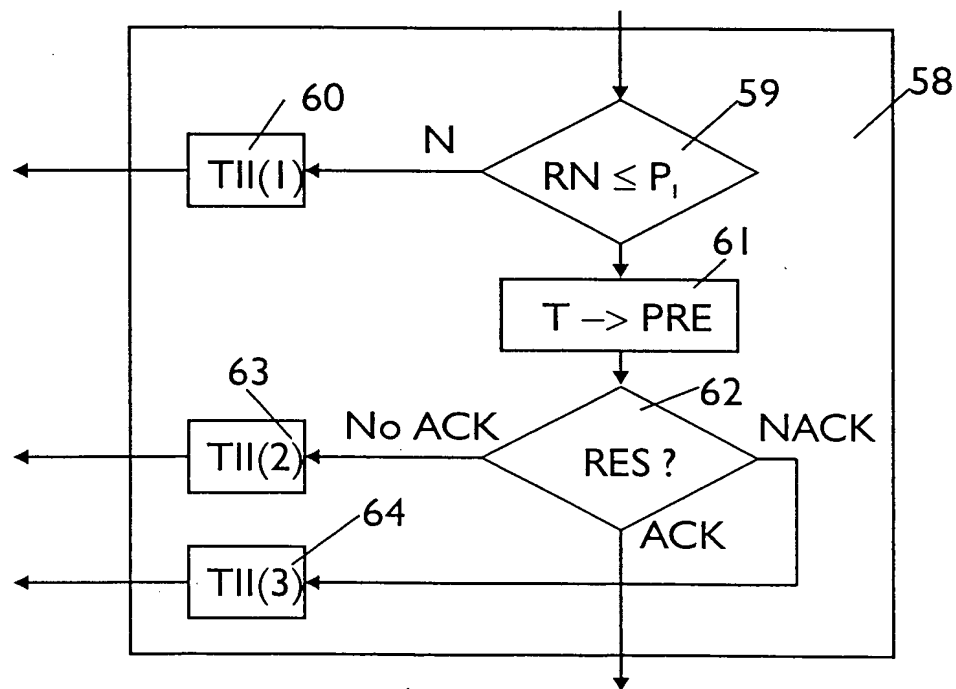 60
59
58
N
TII(1)
RN ≤ P₁
61
T –> PRE
63
62
No ACK
NACK
TII(2)
RES ?
64
ACK
TII(3)